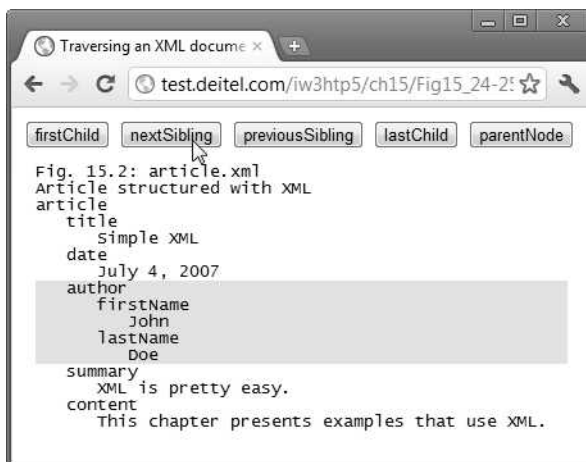 Traversing an XML docume
test.deitel.com/iw3htp5/ch15/Fig15_24-25
firstChild nextSibling previousSibling lastChild parentNode
Fig. 15.2: article.xml
Article structured with XML
article
title
Simple XML
date
July 4, 2007
author
firstName
John
lastName
Doe
summary
XML is pretty easy.
content
This chapter presents examples that use XML.